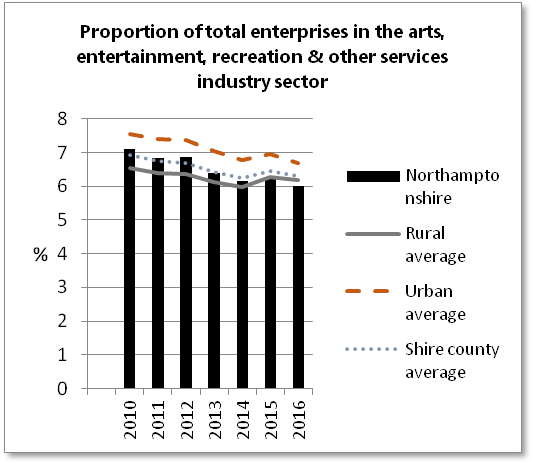 Proportion of total enterprises in the arts,
entertainment, recreation & other services
industry sector
8
7
6
5
4
3
2
1
0
%
2010
2011
2012
2013
2014
2015
2016
Northampto
nshire
Rural
average
Urban
average
Shire county
average